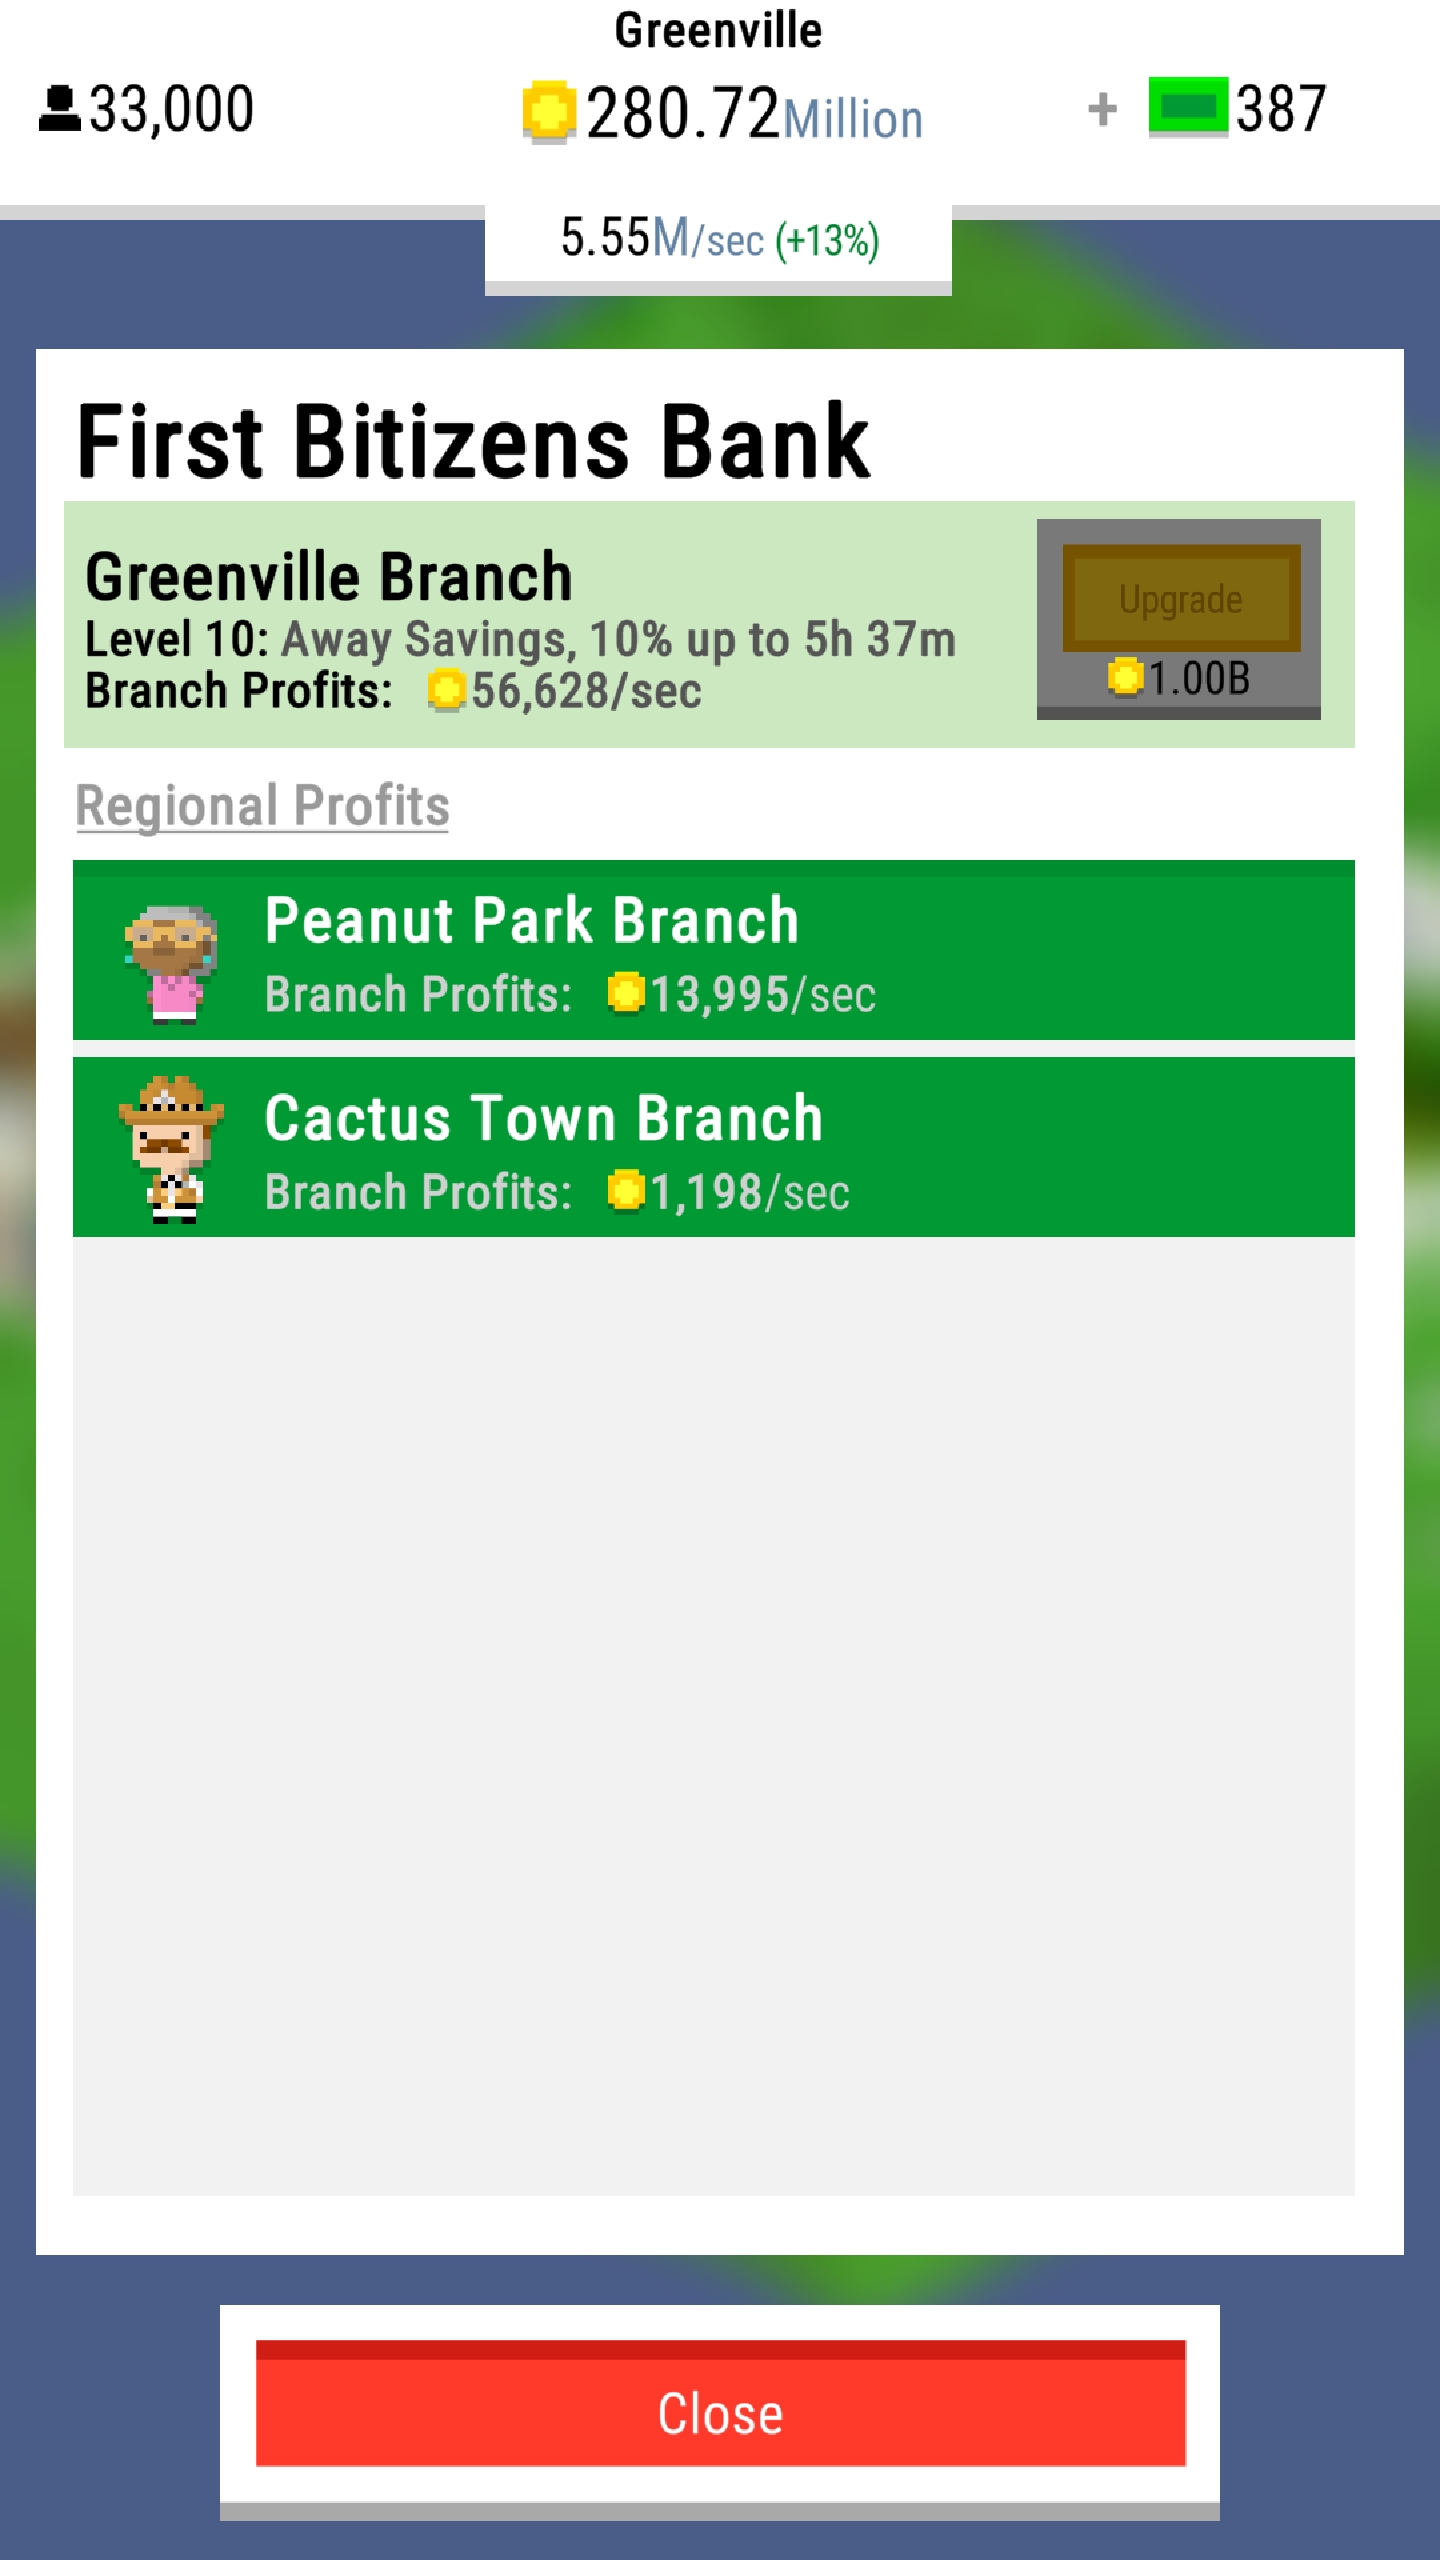 Greenville
33,000
280.72Million
+ 387
5.55M/sec (+13%)
First Bitizens Bank
Greenville Branch
Level 10: Away Savings, 10% up to 5h 37m
Branch Profits: 56,628/sec
Upgrade
1.00B
Regional Profits
Peanut Park Branch
Branch Profits: 13,995/sec
Cactus Town Branch
Branch Profits: 1,198/sec
Close